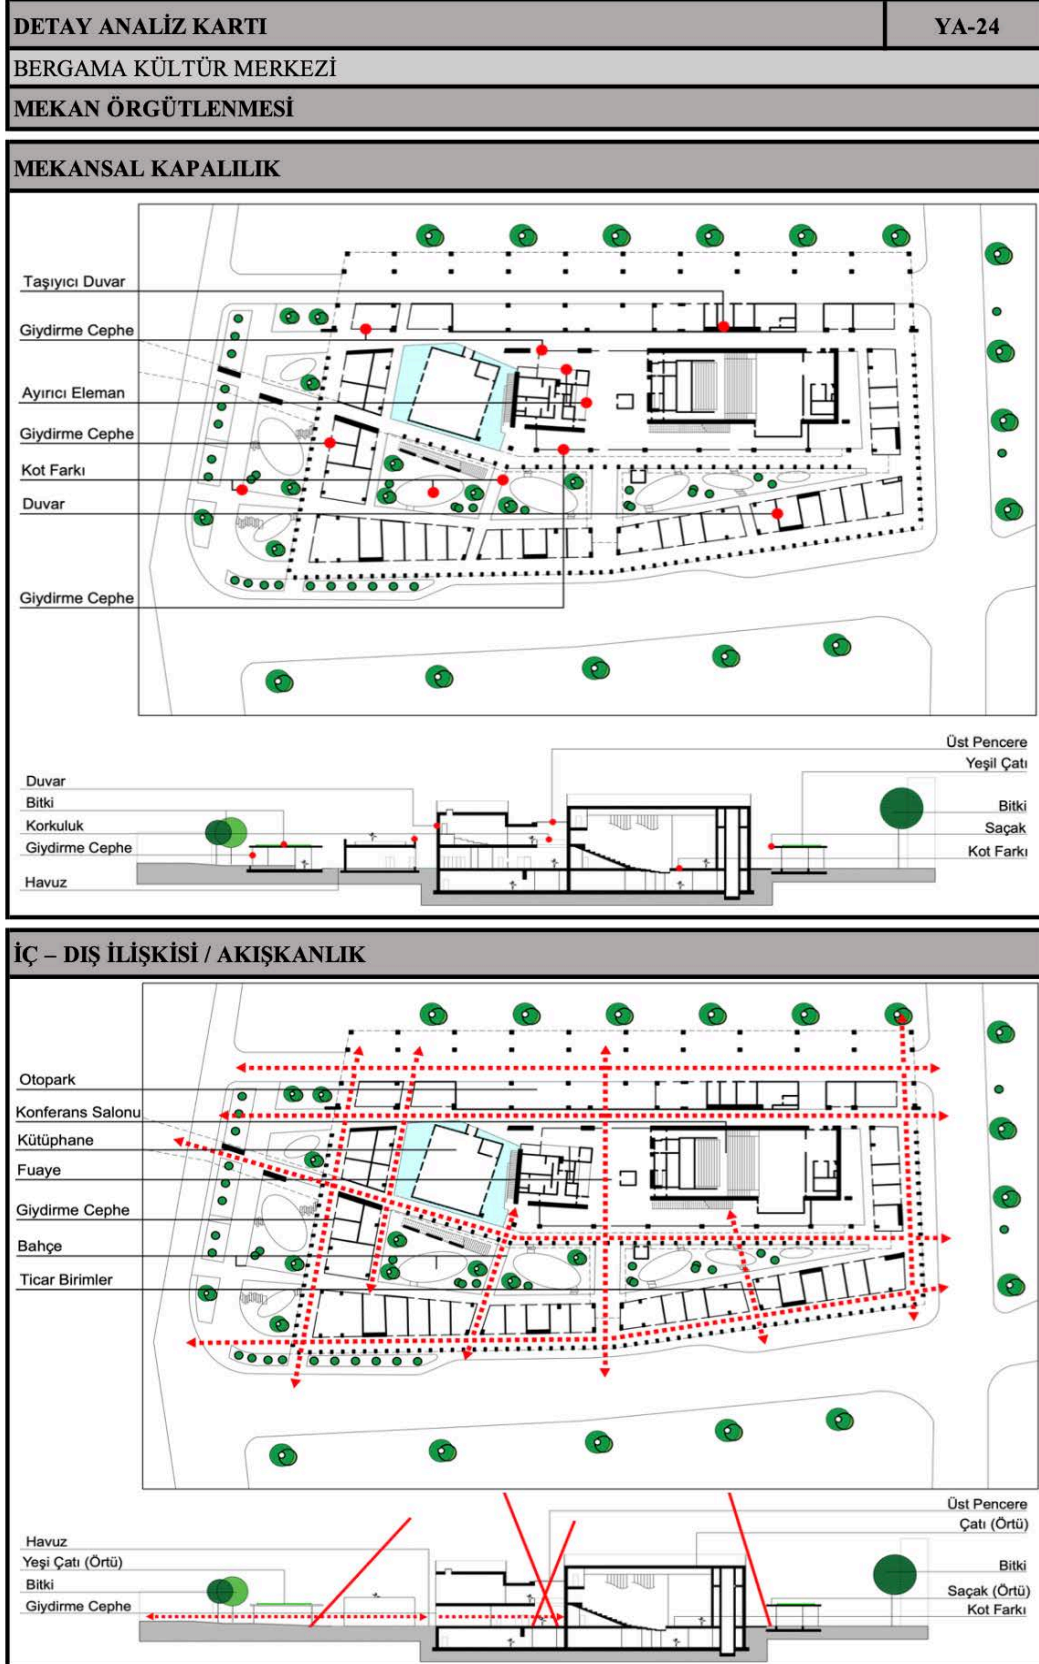 DETAY ANALİZ KARTI
YA-24
BERGAMA KÜLTÜR MERKEZİ
MEKAN ÖRGÜTLENMESİ
MEKANSAL KAPALILIK
Taşıyıcı Duvar
Giydirme Cephe
Ayırıcı Eleman
Giydirme Cephe
Kot Farkı
Duvar
Giydirme Cephe
Üst Pencere
Yeşil Çatı
Duvar
Bitki
Bitki
Korkuluk
Saçak
Giydirme Cephe
Kot Farkı
Havuz
İÇ – DIŞ İLİŞKİSİ / AKIŞKANLIK
Otopark
Konferans Salonu
Kütüphane
Fuaye
Giydirme Cephe
Bahçe
Ticar Birimler
Üst Pencere
Çatı (Örtü)
Havuz
Yeşi Çatı (Örtü)
Bitki
Bitki
Saçak (Örtü)
Giydirme Cephe
Kot Farkı